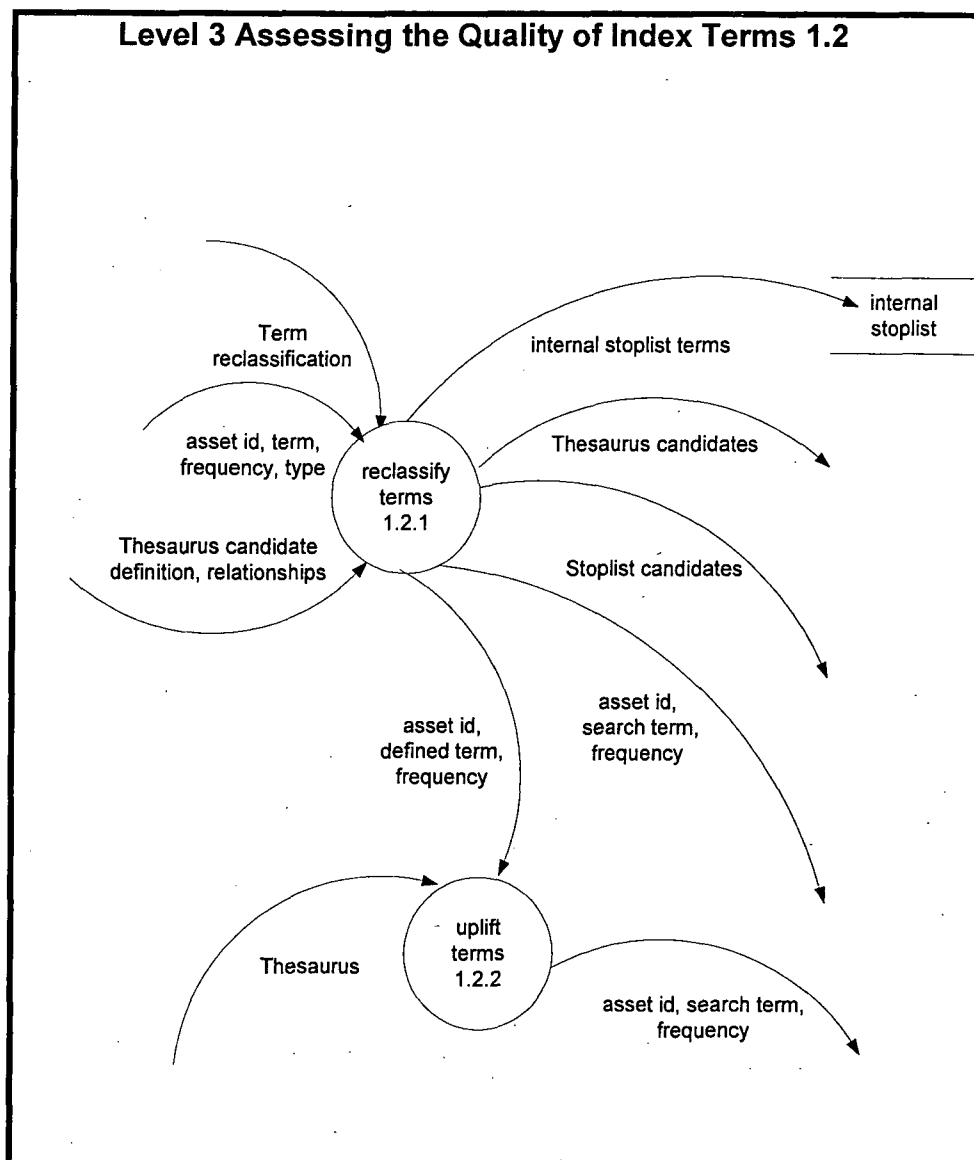 Level 3 Assessing the Quality of Index Terms 1.2
Term
reclassification
internal stoplist terms
internal
stoplist
asset id, term,
frequency, type
Thesaurus candidates
reclassify
terms
1.2.1
Thesaurus candidate
definition, relationships
Stoplist candidates
asset id,
defined term,
frequency
asset id,
search term,
frequency
uplift
terms
1.2.2
Thesaurus
asset id, search term,
frequency